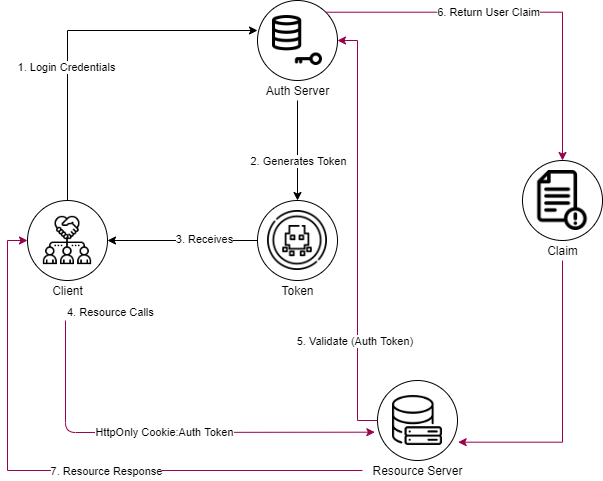 6. Return User Claim
1. Login Credentials
Auth Server
2. Generates Token
3. Receives
Claim
Client
Token
4. Resource Calls
5. Validate (Auth Token)
HttpOnly Cookie:Auth Token
7. Resource Response
Resource Server